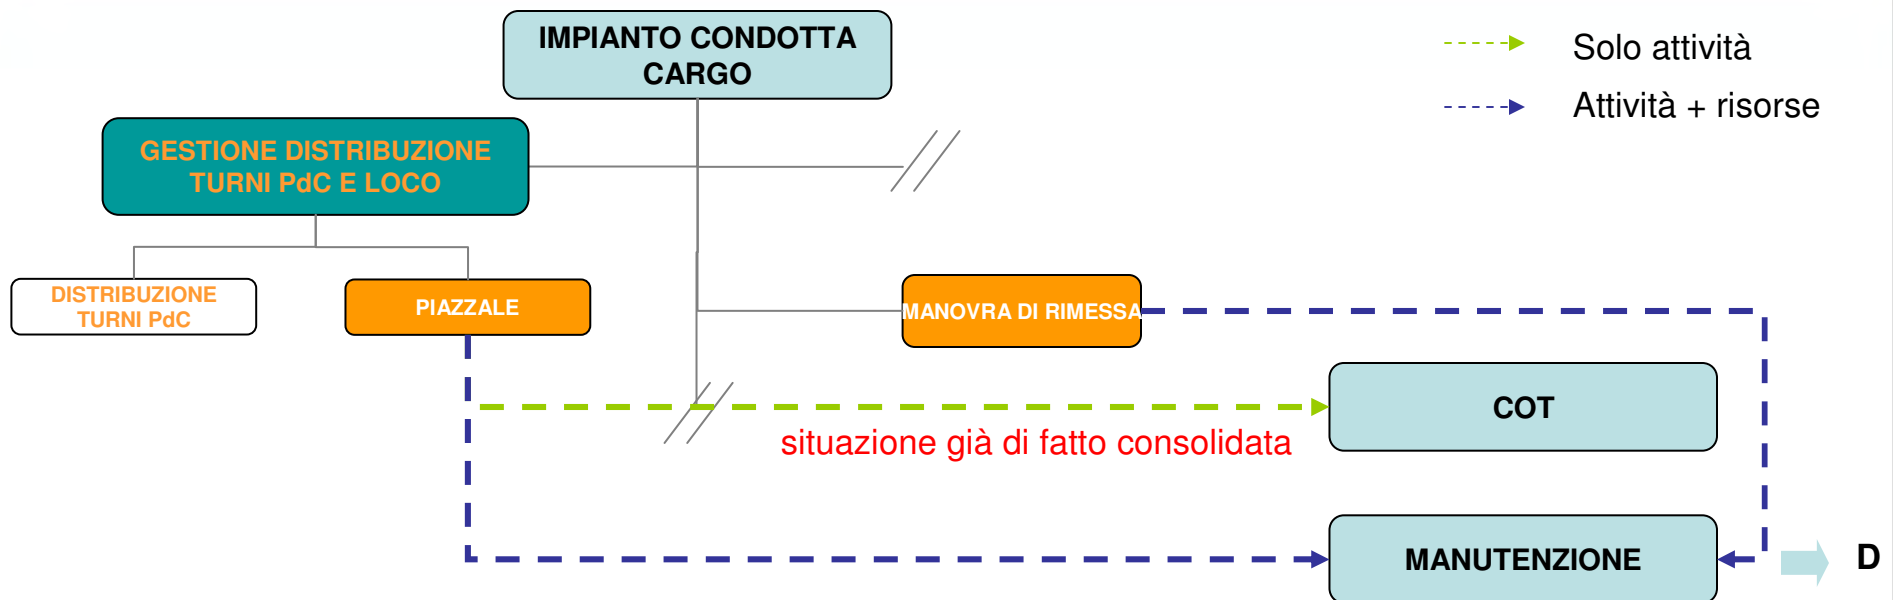 IMPIANTO CONDOTTA
CARGO
Solo attività
Attività + risorse
GESTIONE DISTRIBUZIONE
TURNI PdC E LOCO
DISTRIBUZIONE
TURNI PdC
PIAZZALE
MANOVRA DI RIMESSA
COT
situazione già di fatto consolidata
MANUTENZIONE
D